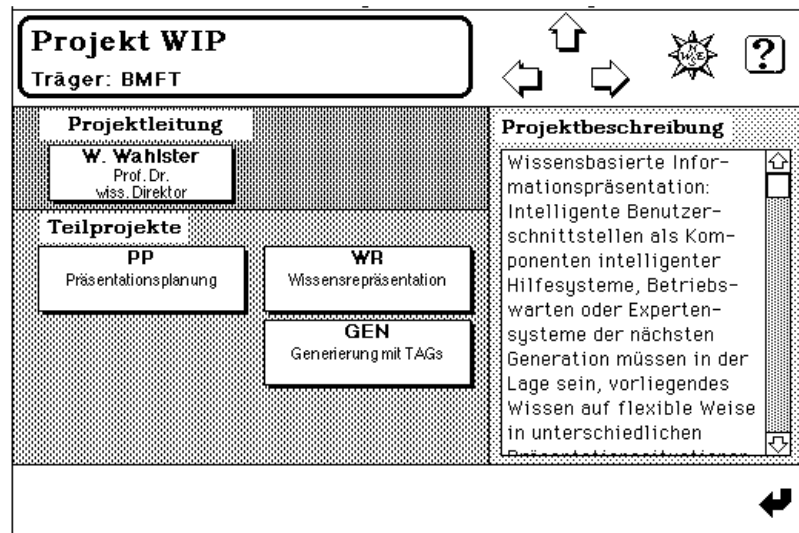 Projekt WIP
Träger: BMFT
N
W E
S
?
Projektleitung
W. Wahlster
Prof. Dr.
wiss. Direktor
Teilprojekte
PP
Präsentationsplanung
WR
Wissensrepräsentation
GEN
Generierung mit TAGs
Projektbeschreibung
Wissensbasierte Infor-
mationspräsentation:
Intelligente Benutzer-
schnittstellen als Kom-
ponenten intelligenter
Hilfesysteme, Betriebs-
warten oder Experten-
systeme der nächsten
Generation müssen in der
Lage sein, vorliegendes
Wissen auf flexible Weise
in unterschiedlichen